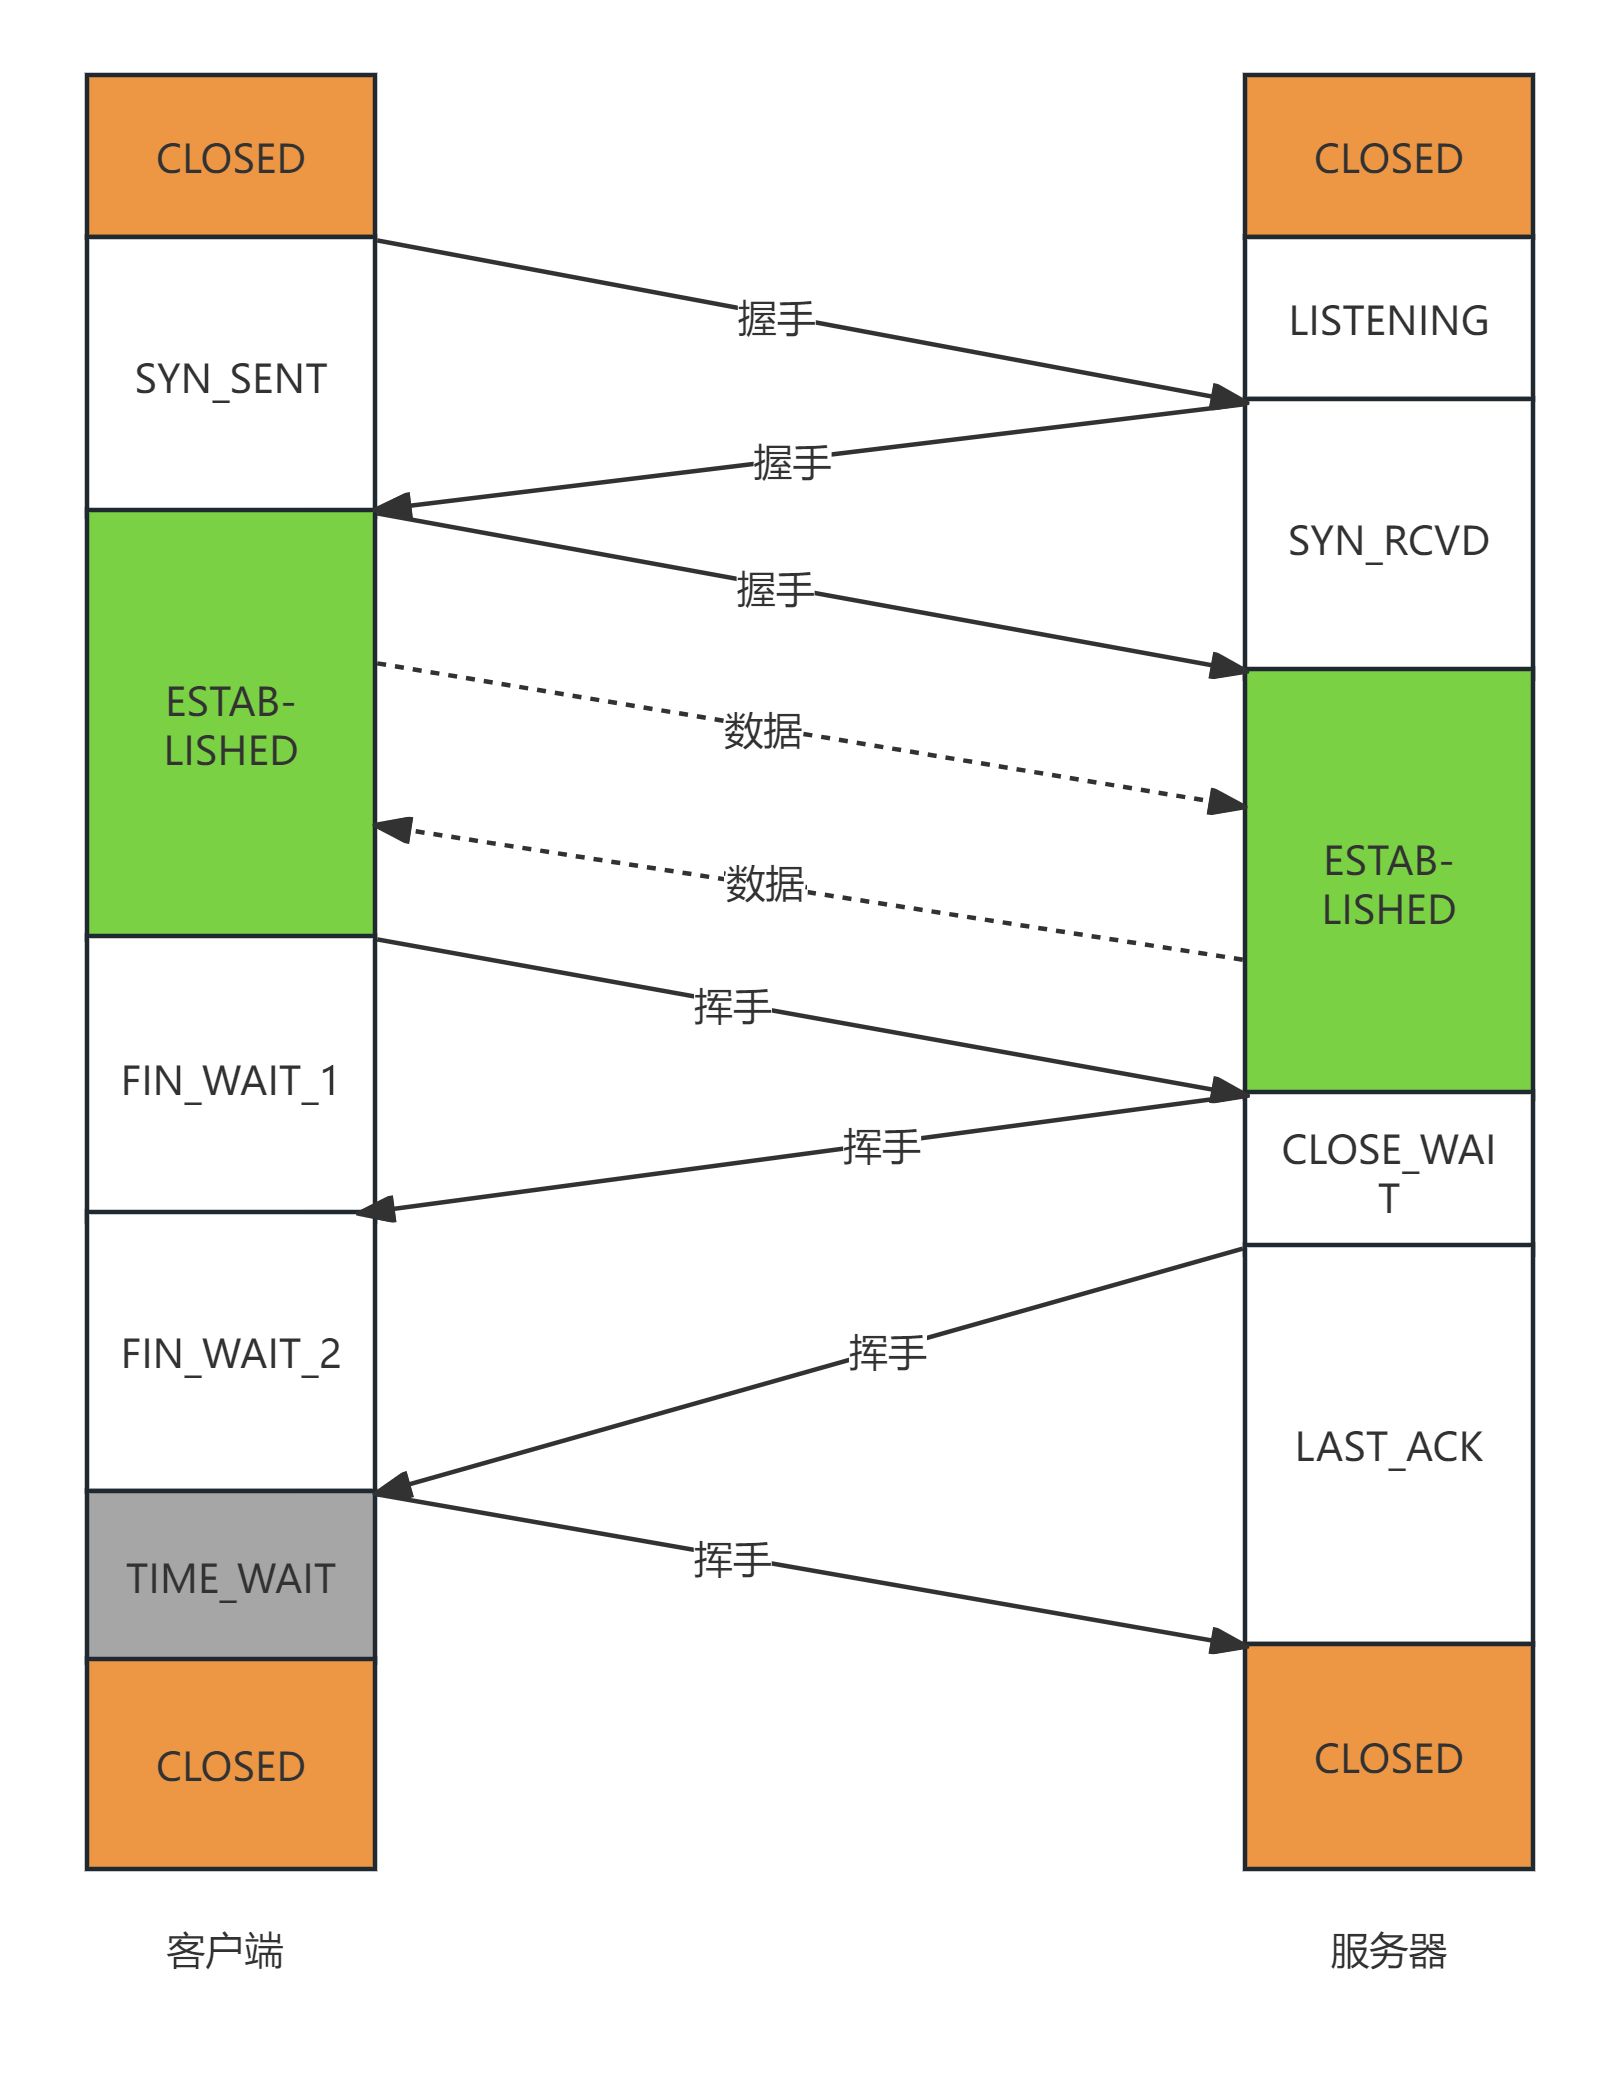 CLOSED
CLOSED
握手
LISTENING
SYN_SENT
握手
SYN_RCVD
握手
ESTAB-
LISHED
数据
数据
ESTAB-
LISHED
挥手
FIN_WAIT_1
挥手
CLOSE_WAI
T
FIN_WAIT_2
挥手
LAST_ACK
TIME_WAIT
挥手
CLOSED
CLOSED
客户端
服务器